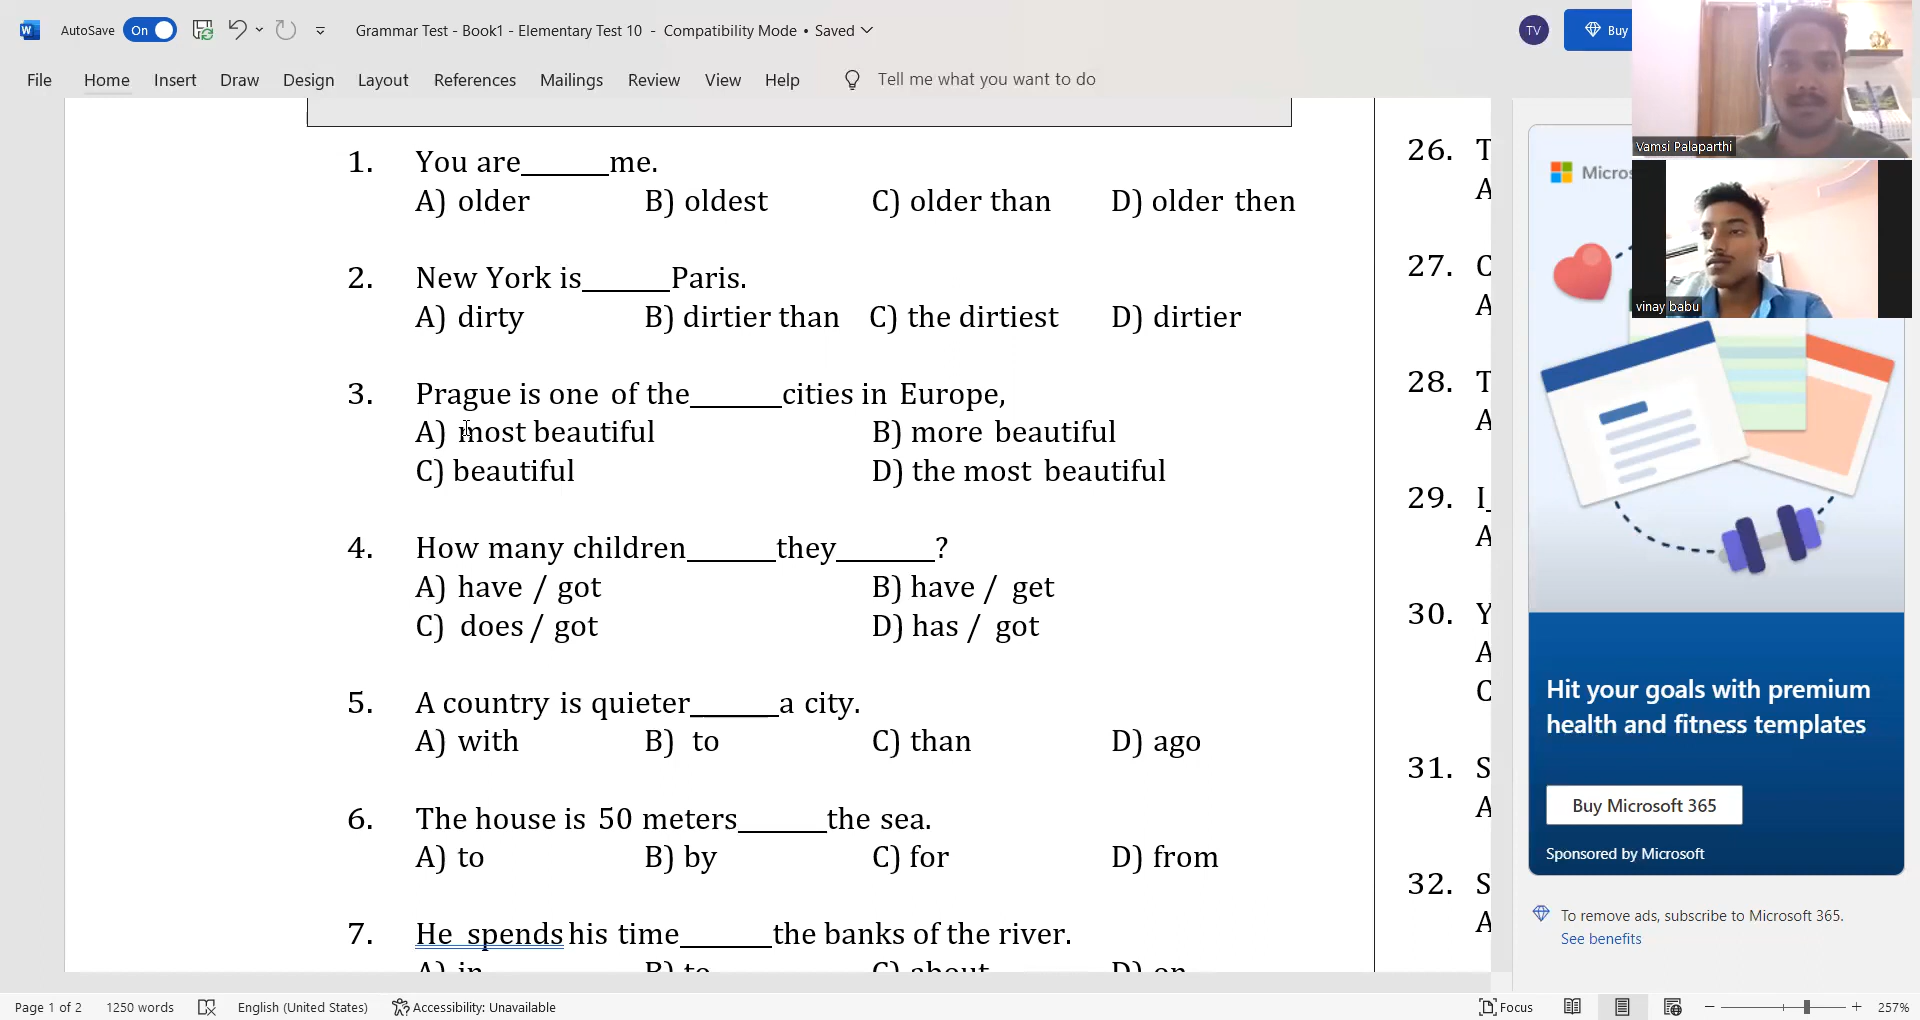 AutoSave On Grammar Test - Book1 - Elementary Test 10 - Compatibility Mode • Saved TV Buy
File Home Insert Draw Design Layout References Mailings Review View Help Tell me what you want to do
1. You are______me.
A) older B) oldest C) older than D) older then
2. New York is______Paris.
A) dirty B) dirtier than C) the dirtiest D) dirtier
3. Prague is one of the______cities in Europe,
A) most beautiful B) more beautiful
C) beautiful D) the most beautiful
4. How many children______they______?
A) have / got B) have / get
C) does / got D) has / got
5. A country is quieter______a city.
A) with B) to C) than D) ago
6. The house is 50 meters______the sea.
A) to B) by C) for D) from
7. He spends his time______the banks of the river.
A) in B) to C) about D) on
26. T
A
27. C
A
28. T
A
29. I
A
30. Y
A
C
31. S
A
32. S
A
Vamsi Palaparthi
Micros
vinay babu
Hit your goals with premium
health and fitness templates
Buy Microsoft 365
Sponsored by Microsoft
To remove ads, subscribe to Microsoft 365.
See benefits
Page 1 of 2 1250 words English (United States) Accessibility: Unavailable Focus 257%